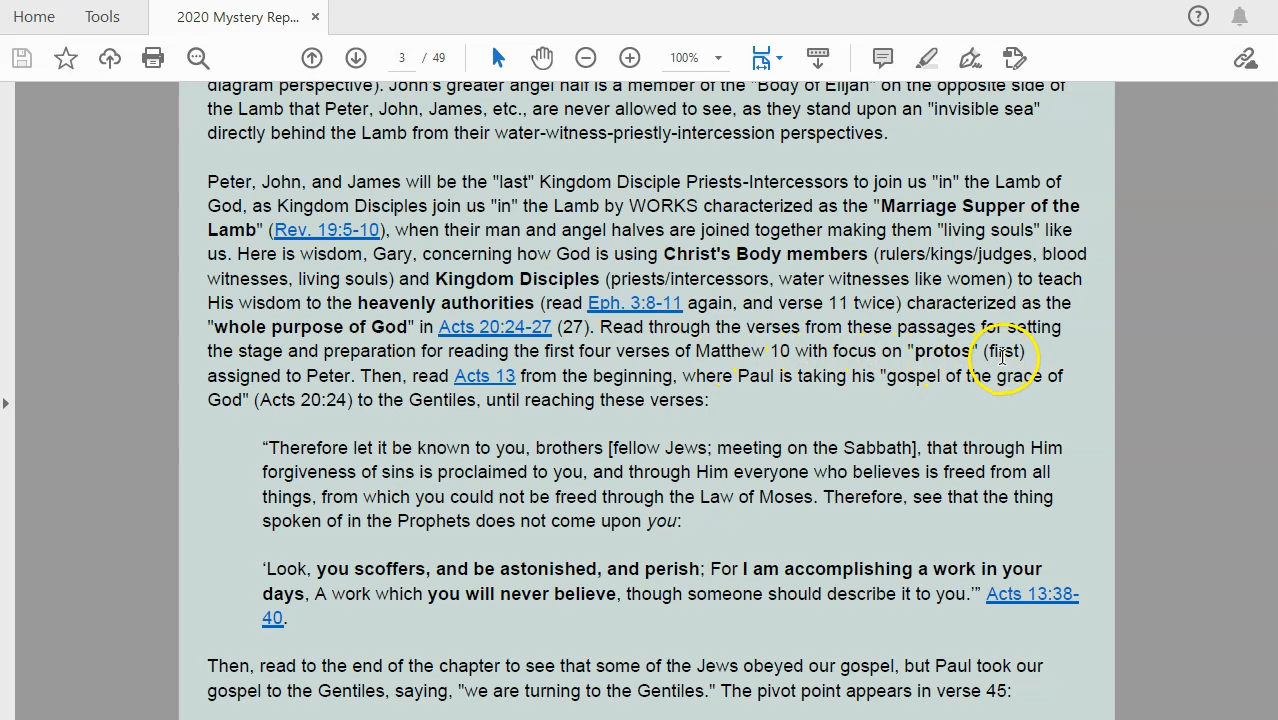 Home Tools 2020 Mystery Rep... ×
3 / 49 100%
diagram perspective). John's greater angel half is a member of the "Body of Elijah" on the opposite side of
the Lamb that Peter, John, James, etc., are never allowed to see, as they stand upon an "invisible sea"
directly behind the Lamb from their water-witness-priestly-intercession perspectives.
Peter, John, and James will be the "last" Kingdom Disciple Priests-Intercessors to join us "in" the Lamb of
God, as Kingdom Disciples join us "in" the Lamb by WORKS characterized as the "Marriage Supper of the
Lamb" (Rev. 19:5-10), when their man and angel halves are joined together making them "living souls" like
us. Here is wisdom, Gary, concerning how God is using Christ's Body members (rulers/kings/judges, blood
witnesses, living souls) and Kingdom Disciples (priests/intercessors, water witnesses like women) to teach
His wisdom to the heavenly authorities (read Eph. 3:8-11 again, and verse 11 twice) characterized as the
"whole purpose of God" in Acts 20:24-27 (27). Read through the verses from these passages for setting
the stage and preparation for reading the first four verses of Matthew 10 with focus on "protos" (first)
assigned to Peter. Then, read Acts 13 from the beginning, where Paul is taking his "gospel of the grace of
God" (Acts 20:24) to the Gentiles, until reaching these verses:
“Therefore let it be known to you, brothers [fellow Jews; meeting on the Sabbath], that through Him
forgiveness of sins is proclaimed to you, and through Him everyone who believes is freed from all
things, from which you could not be freed through the Law of Moses. Therefore, see that the thing
spoken of in the Prophets does not come upon you:
‘Look, you scoffers, and be astonished, and perish; For I am accomplishing a work in your
days, A work which you will never believe, though someone should describe it to you.’” Acts 13:38-
40.
Then, read to the end of the chapter to see that some of the Jews obeyed our gospel, but Paul took our
gospel to the Gentiles, saying, "we are turning to the Gentiles." The pivot point appears in verse 45: